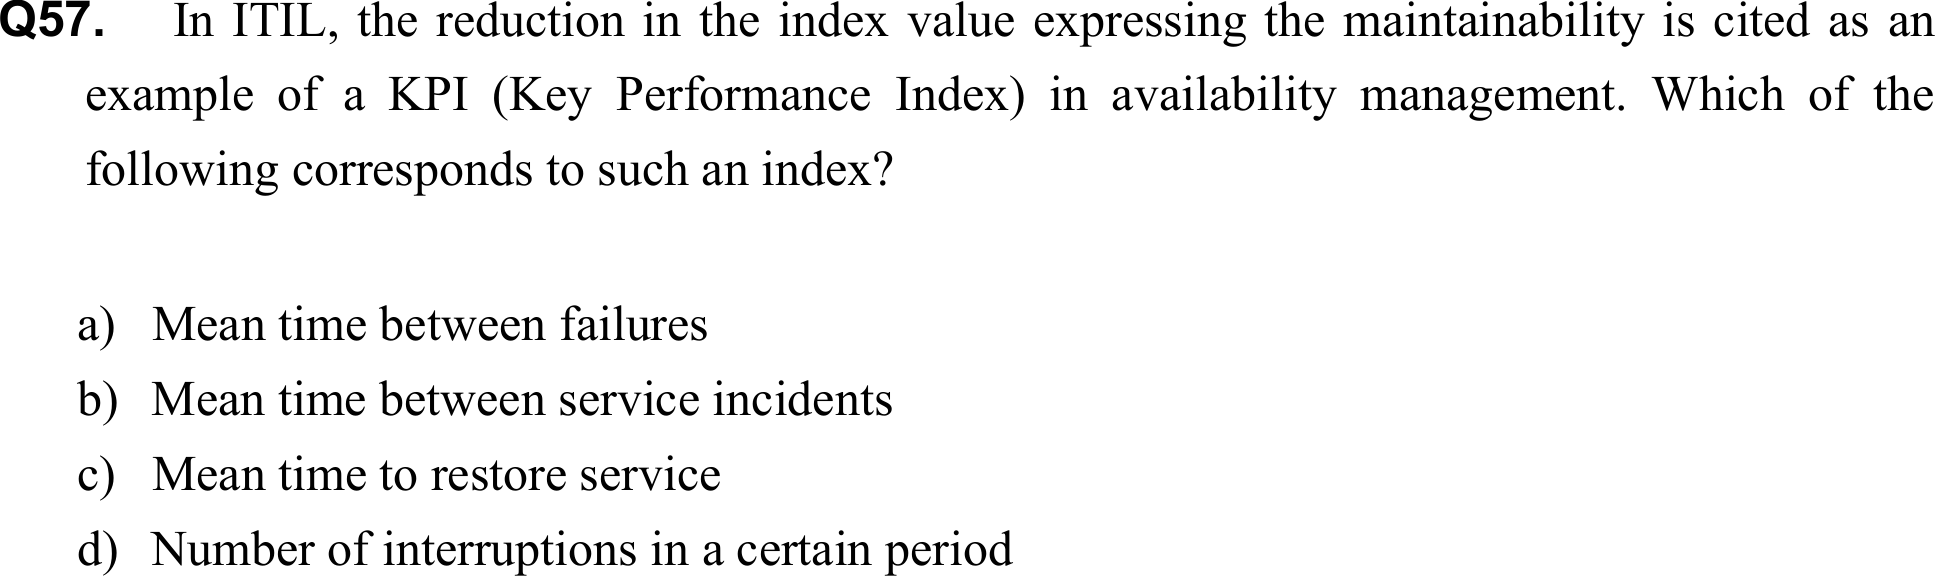 Q57. In ITIL, the reduction in the index value expressing the maintainability is cited as an
example of a KPI (Key Performance Index) in availability management. Which of the
following corresponds to such an index?
a) Mean time between failures
b) Mean time between service incidents
c) Mean time to restore service
d) Number of interruptions in a certain period